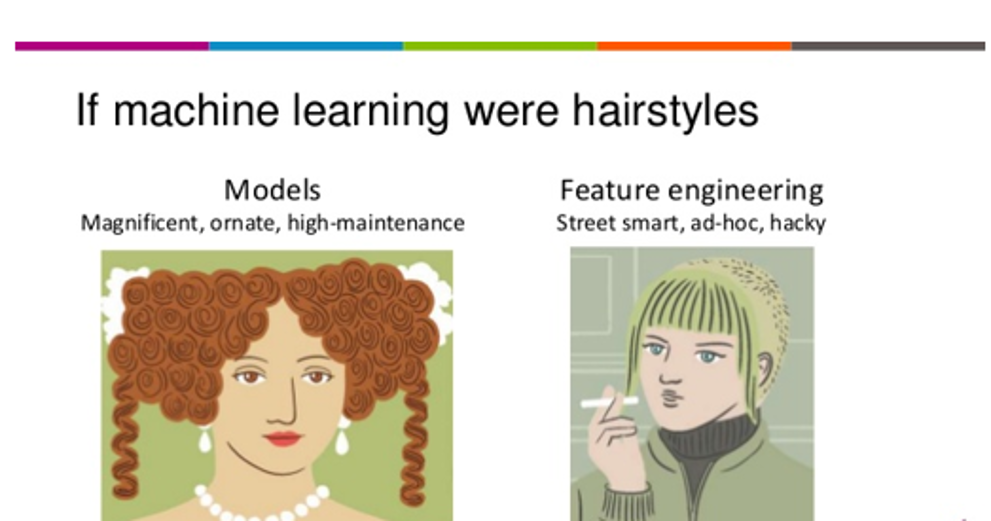 If machine learning were hairstyles
Models
Magnificent, ornate, high-maintenance
Feature engineering
Street smart, ad-hoc, hacky